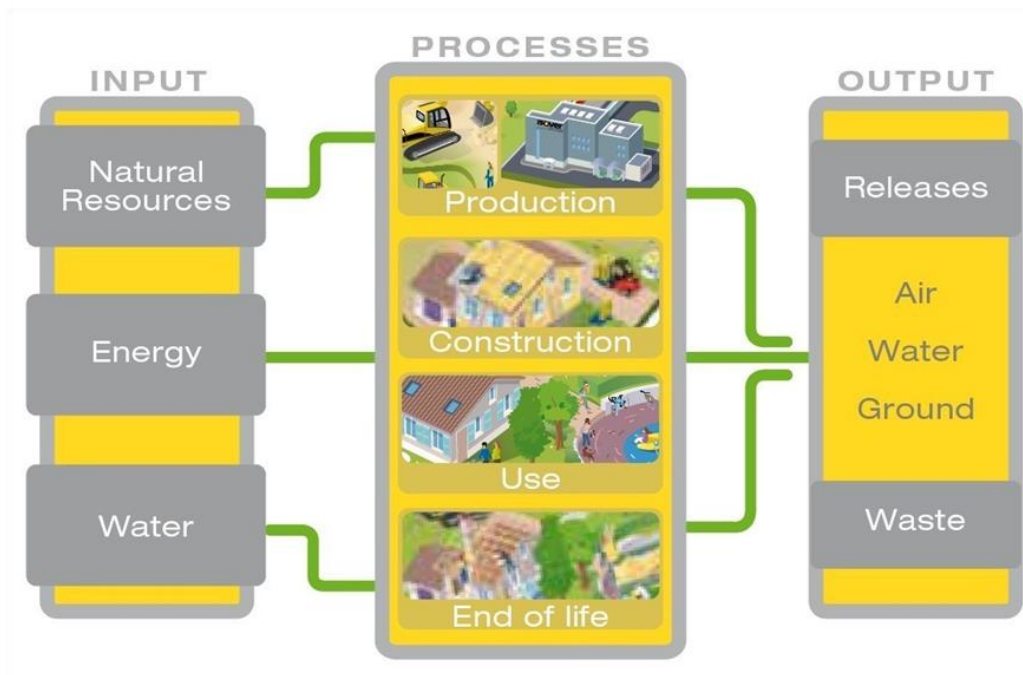 INPUT
Natural
Resources
Energy
Water
PROCESSES
Production
Construction
Use
End of life
OUTPUT
Releases
Air
Water
Ground
Waste